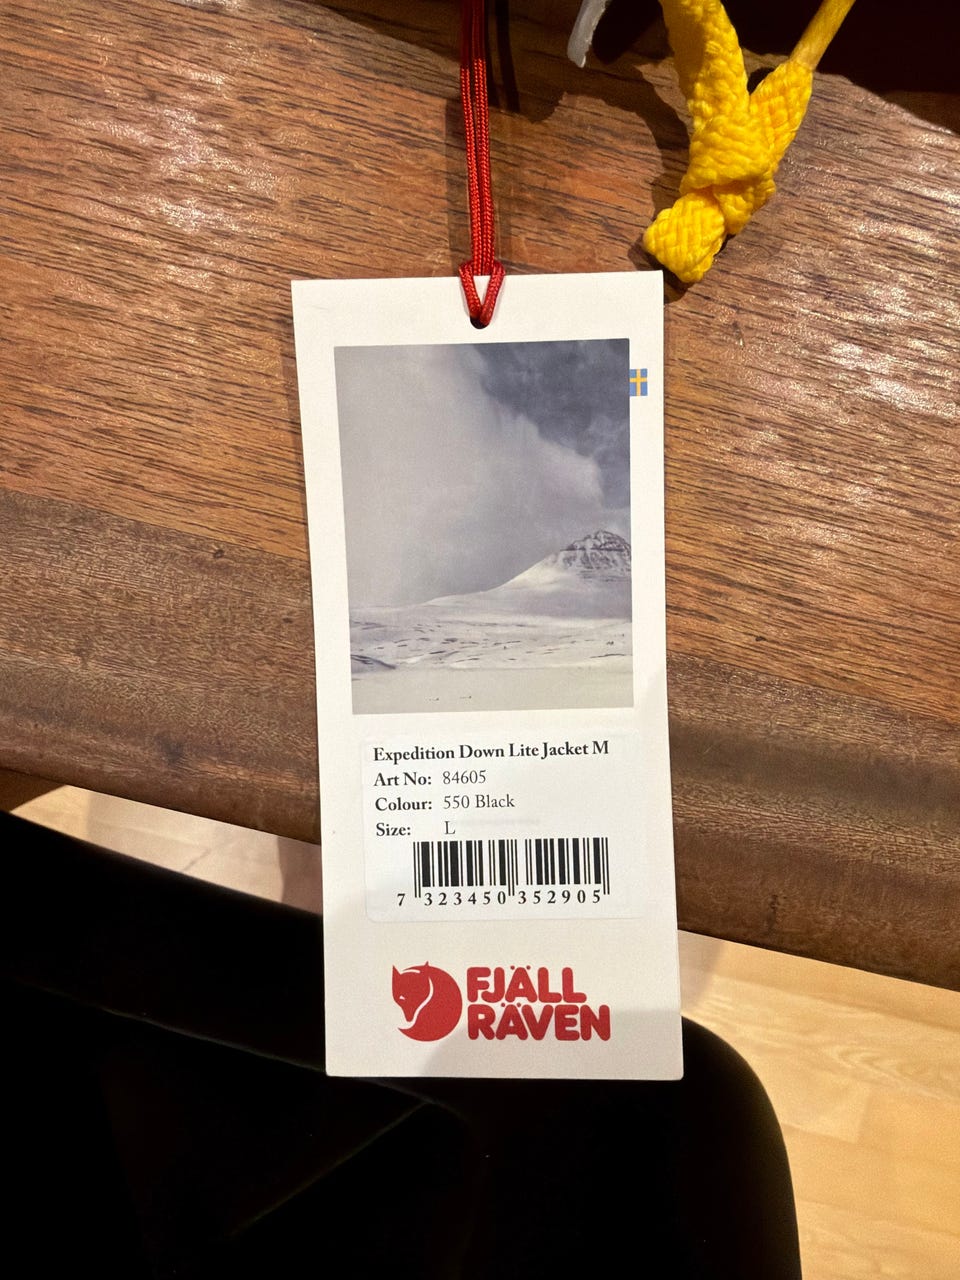 Expedition Down Lite Jacket M
Art No: 84605
Colour: 550 Black
Size: L
7 323450 352905
FJÄLL
RÄVEN